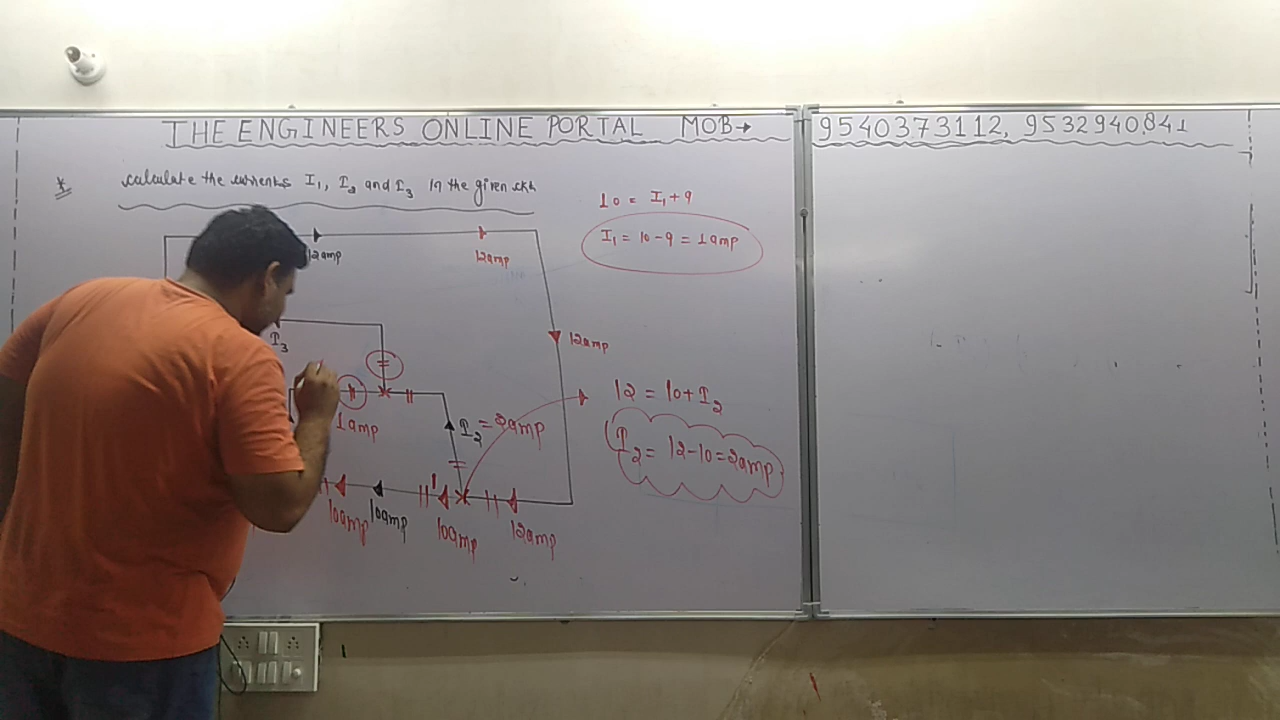 THE ENGINEERS ONLINE PORTAL MOB→ 9540373112, 9532940841
* calculate the currents I1, I2 and I3 in the given ckt
10 = I1 + 9
I1 = 10 - 9 = 1amp
12amp
12amp
I3
12amp
1amp
I2 = 2amp
12 = 10 + I2
I2 = 12 - 10 = 2amp
10amp
10amp
10amp
12amp